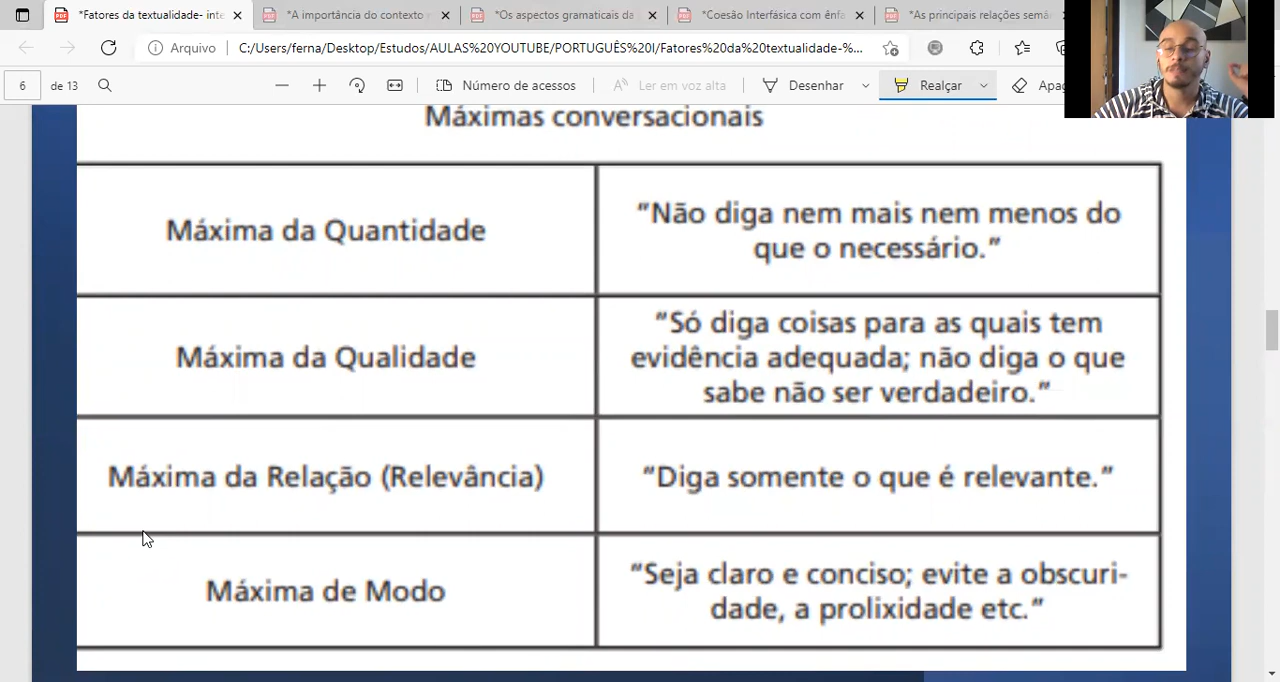 *Fatores da textualidade- inte
*A importância do contexto r
*Os aspectos gramaticais da
*Coesão Interfásica com ênfa
*As principais relações semâ
Arquivo
C:/Users/ferna/Desktop/Estudos/AULAS%20YOUTUBE/PORTUGUÊS%20I/Fatores%20da%20textualidade-%...
6 de 13
Número de acessos
Ler em voz alta
Desenhar
Realçar
Apag
Máximas conversacionais
Máxima da Quantidade
"Não diga nem mais nem menos do
que o necessário."
Máxima da Qualidade
"Só diga coisas para as quais tem
evidência adequada; não diga o que
sabe não ser verdadeiro."
Máxima da Relação (Relevância)
"Diga somente o que é relevante."
Máxima de Modo
"Seja claro e conciso; evite a obscuri-
dade, a prolixidade etc."